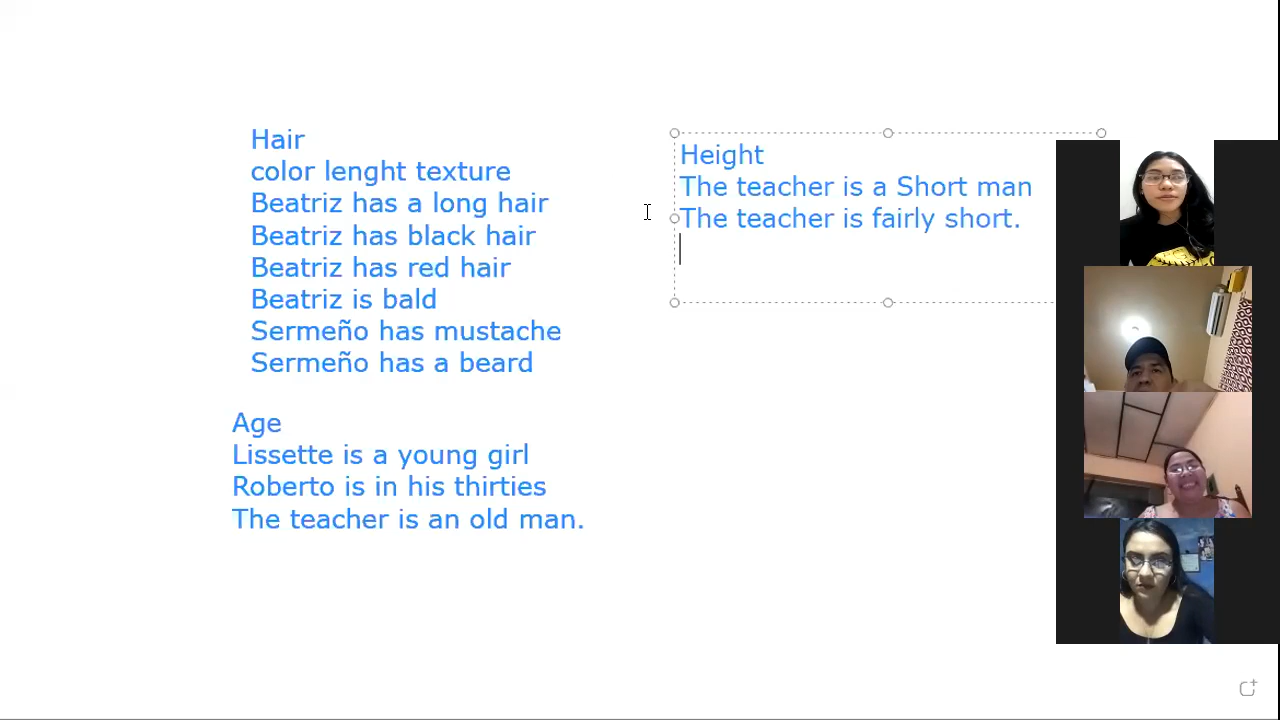 Hair
color lenght texture
Beatriz has a long hair
Beatriz has black hair
Beatriz has red hair
Beatriz is bald
Sermeño has mustache
Sermeño has a beard
Age
Lissette is a young girl
Roberto is in his thirties
The teacher is an old man.
Height
The teacher is a Short man
The teacher is fairly short.